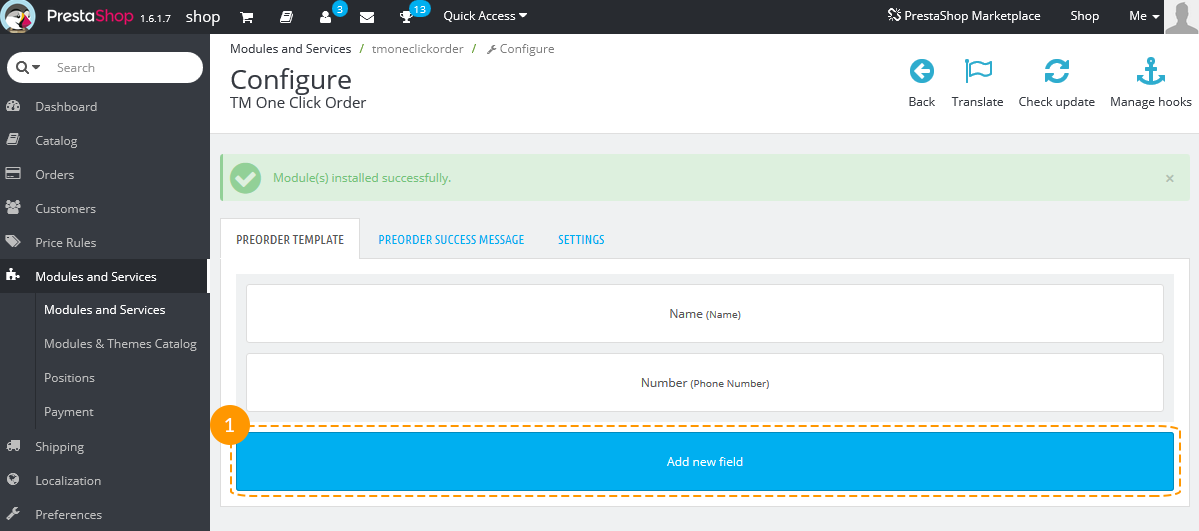 PrestaShop 1.6.1.7 shop 3 13 Quick Access PrestaShop Marketplace Shop Me
Search
Dashboard
Catalog
Orders
Customers
Price Rules
Modules and Services
Modules and Services
Modules & Themes Catalog
Positions
Payment
Shipping
Localization
Preferences
Modules and Services / tmoneclickorder / Configure
Configure
TM One Click Order
Back Translate Check update Manage hooks
Module(s) installed successfully. ×
PREORDER TEMPLATE PREORDER SUCCESS MESSAGE SETTINGS
Name (Name)
Number (Phone Number)
1
Add new field